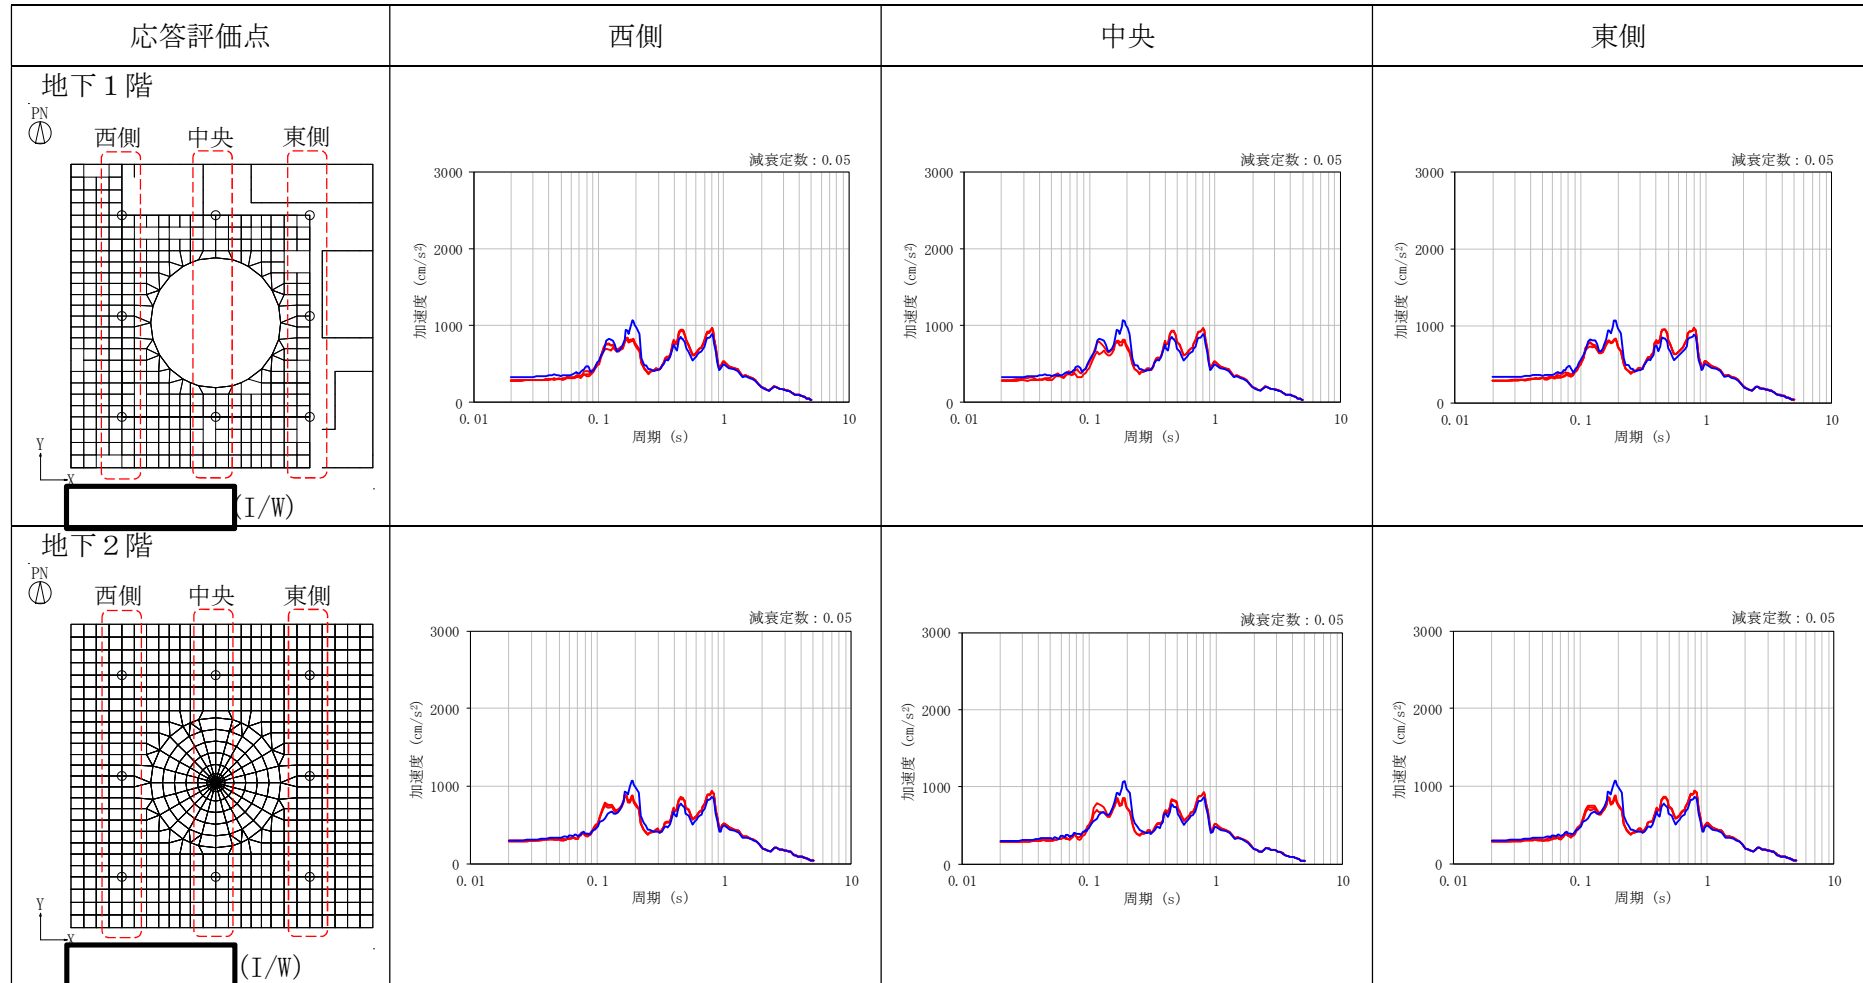 応答評価点
西側
中央
東側
地下１階
PN
西側 中央 東側
Y
X
(I/W)
減衰定数:0.05
3000
2000
1000
0
加速度 (cm/s²)
0.01 0.1 1 10
周期 (s)
減衰定数:0.05
3000
2000
1000
0
加速度 (cm/s²)
0.01 0.1 1 10
周期 (s)
減衰定数:0.05
3000
2000
1000
0
加速度 (cm/s²)
0.01 0.1 1 10
周期 (s)
地下２階
PN
西側 中央 東側
Y
X
(I/W)
減衰定数:0.05
3000
2000
1000
0
加速度 (cm/s²)
0.01 0.1 1 10
周期 (s)
減衰定数:0.05
3000
2000
1000
0
加速度 (cm/s²)
0.01 0.1 1 10
周期 (s)
減衰定数:0.05
3000
2000
1000
0
加速度 (cm/s²)
0.01 0.1 1 10
周期 (s)